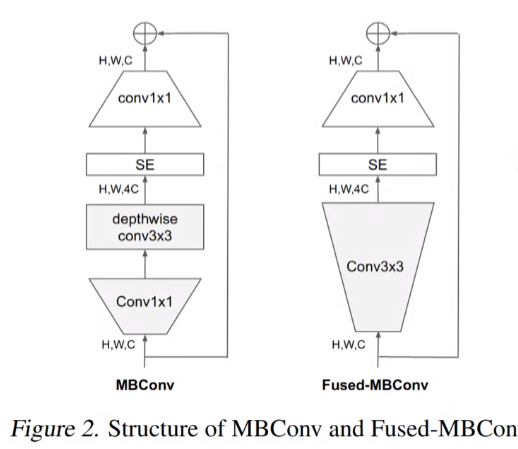 H,W,C
conv1x1
SE
H,W,4C
depthwise
conv3x3
Conv1x1
H,W,C
MBConv
H,W,C
conv1x1
SE
H,W,4C
Conv3x3
H,W,C
Fused-MBConv
Figure 2. Structure of MBConv and Fused-MBCon